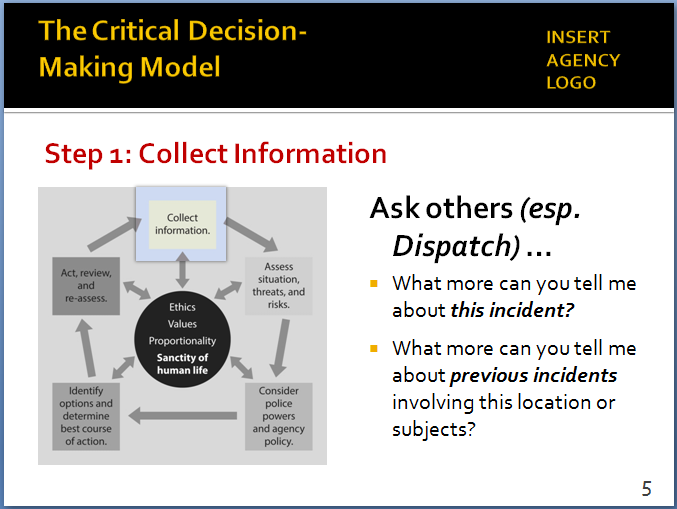 The Critical Decision-
Making Model
INSERT
AGENCY
LOGO
Step 1: Collect Information
Collect
information.
Assess
situation,
threats, and
risks.
Consider
police
powers
and agency
policy.
Identify
options and
determine
best course
of action.
Act, review,
and
re-assess.
Ethics
Values
Proportionality
Sanctity of
human life
Ask others (esp.
Dispatch) ...
What more can you tell me
about this incident?
What more can you tell me
about previous incidents
involving this location or
subjects?
5